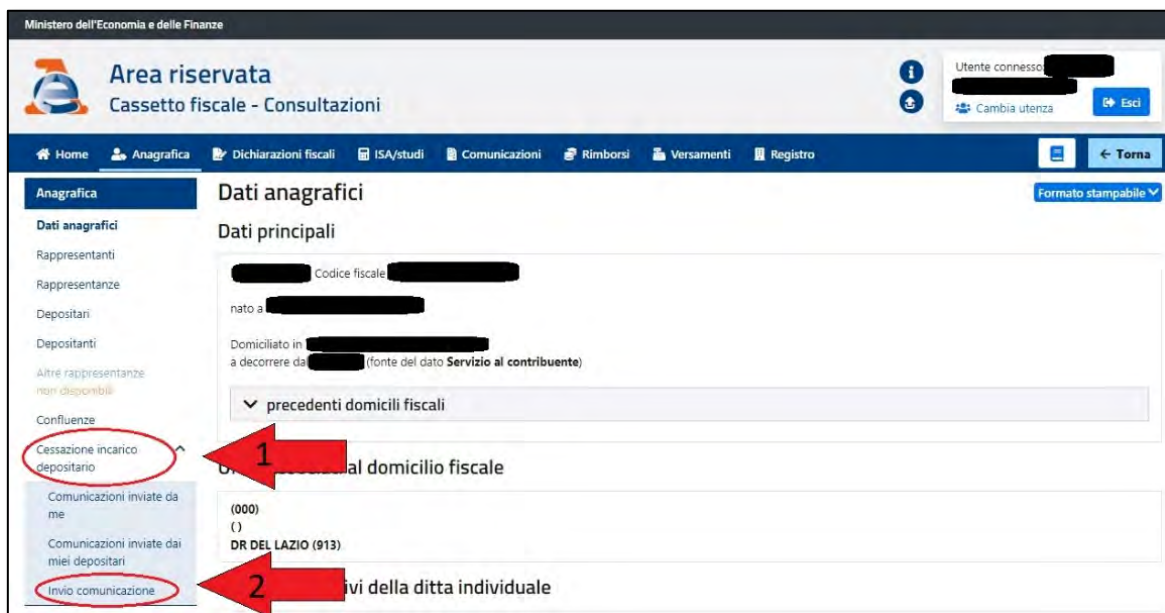 Ministero dell'Economia e delle Finanze
Area riservata
Cassetto fiscale - Consultazioni
Utente connesso:
Cambia utenza
Esci
Home Anagrafica Dichiarazioni fiscali ISA/studi Comunicazioni Rimborsi Versamenti Registro
Torna
Anagrafica
Dati anagrafici
Rappresentanti
Rappresentanze
Depositari
Depositanti
Altre rappresentanze
non disponibili
Confluenze
Cessazione incarico
depositario
Comunicazioni inviate da
me
Comunicazioni inviate dai
miei depositari
Invio comunicazione
1
2
Dati anagrafici
Formato stampabile
Dati principali
Codice fiscale
nato a
Domiciliato in
a decorrere dal (fonte del dato Servizio al contribuente)
precedenti domicili fiscali
al domicilio fiscale
(000)
( )
DR DEL LAZIO (913)
ivi della ditta individuale